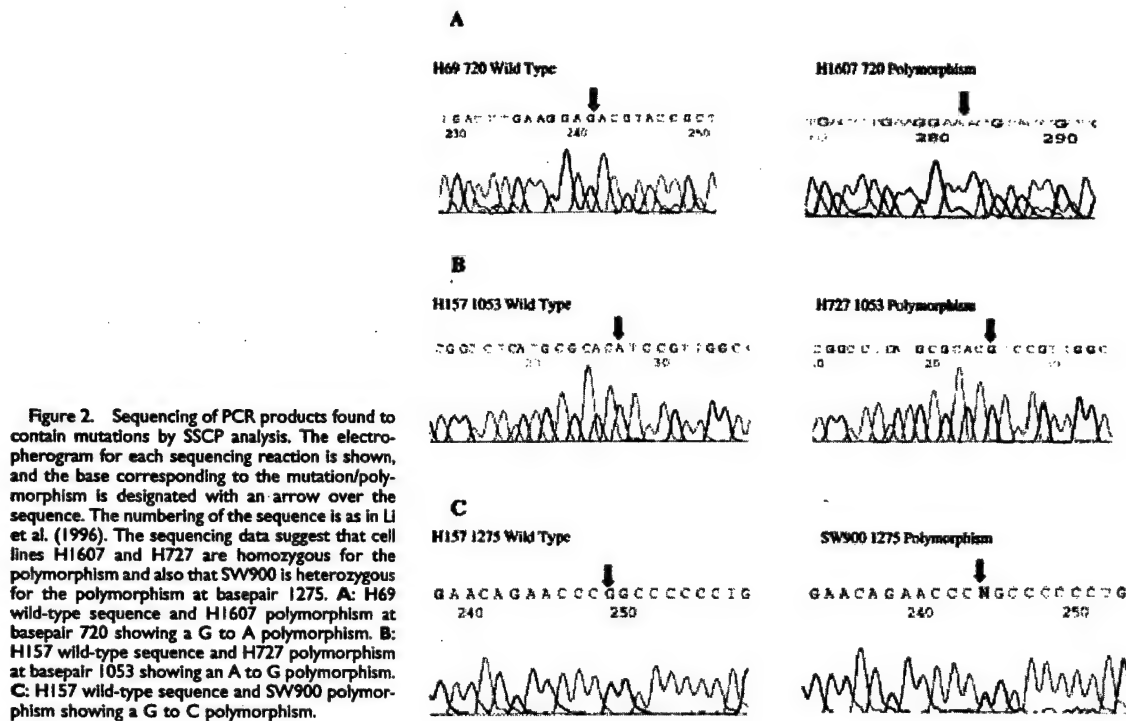 A
H69 720 Wild Type
H1607 720 Polymorphism
230 240 250
280 290
B
H157 1053 Wild Type
H727 1053 Polymorphism
30
20
Figure 2. Sequencing of PCR products found to
contain mutations by SSCP analysis. The electro-
pherogram for each sequencing reaction is shown,
and the base corresponding to the mutation/poly-
morphism is designated with an arrow over the
sequence. The numbering of the sequence is as in Li
et al. (1996). The sequencing data suggest that cell
lines H1607 and H727 are homozygous for the
polymorphism and also that SW900 is heterozygous
for the polymorphism at basepair 1275. A: H69
wild-type sequence and H1607 polymorphism at
basepair 720 showing a G to A polymorphism. B:
H157 wild-type sequence and H727 polymorphism
at basepair 1053 showing an A to G polymorphism.
C: H157 wild-type sequence and SW900 polymor-
phism showing a G to C polymorphism.
C
H157 1275 Wild Type
SW900 1275 Polymorphism
GAACAGAACCCGGCCCCCCTG
240 250
GAACAGAACCCNGCCCCCCTG
240 250